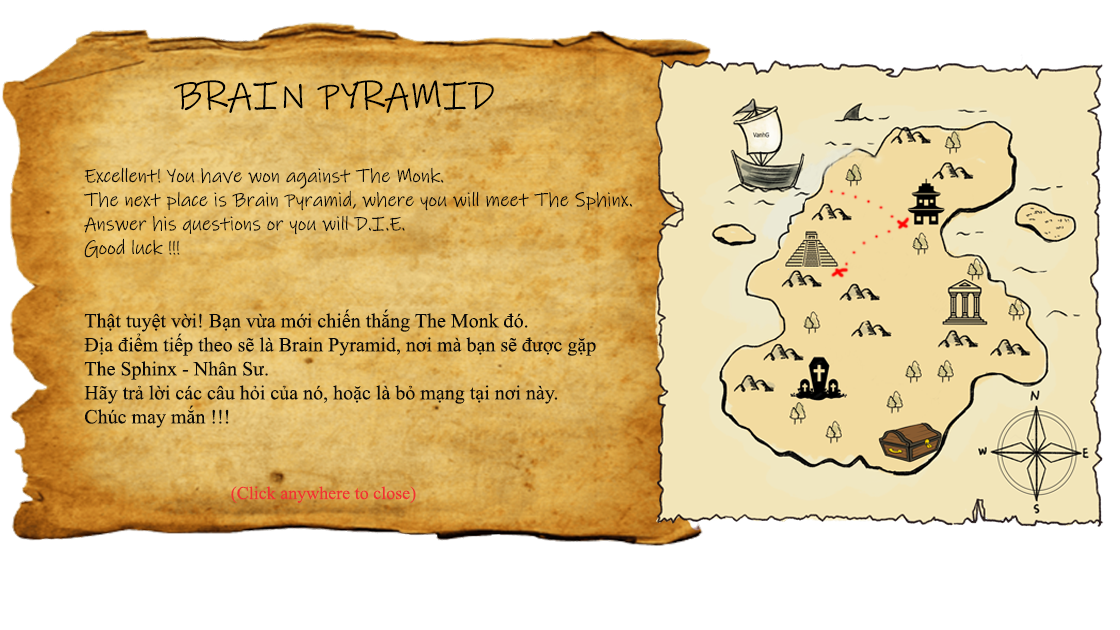 BRAIN PYRAMID
Excellent! You have won against The Monk.
The next place is Brain Pyramid, where you will meet The Sphinx.
Answer his questions or you will D.I.E.
Good luck !!!
Thật tuyệt vời! Bạn vừa mới chiến thắng The Monk đó.
Địa điểm tiếp theo sẽ là Brain Pyramid, nơi mà bạn sẽ được gặp
The Sphinx - Nhân Sư.
Hãy trả lời các câu hỏi của nó, hoặc là bỏ mạng tại nơi này.
Chúc may mắn !!!
(Click anywhere to close)
VanhG
N
W
E
S